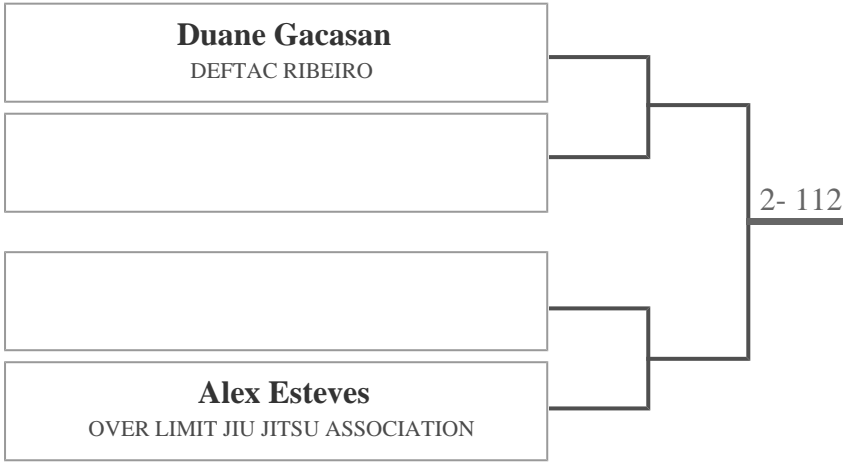 Duane Gacasan
DEFTAC RIBEIRO
2- 112
Alex Esteves
OVER LIMIT JIU JITSU ASSOCIATION